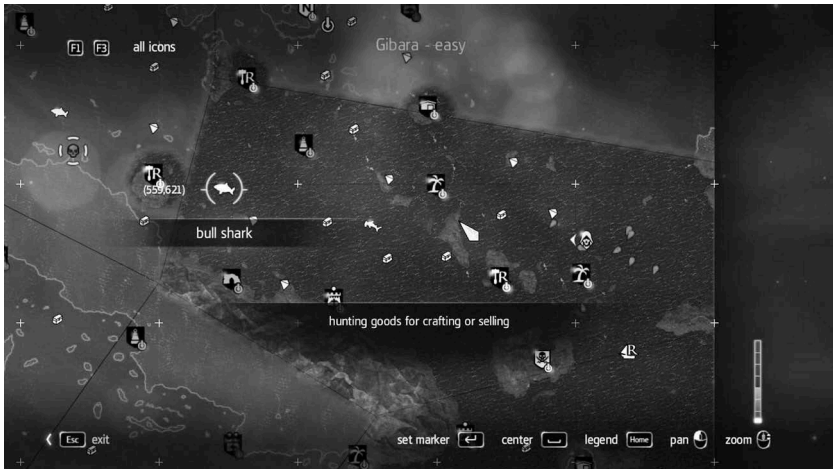 F1 F3 all icons
Gibara - easy
(559,621)
bull shark
hunting goods for crafting or selling
Esc exit
set marker
center
legend Home
pan
zoom